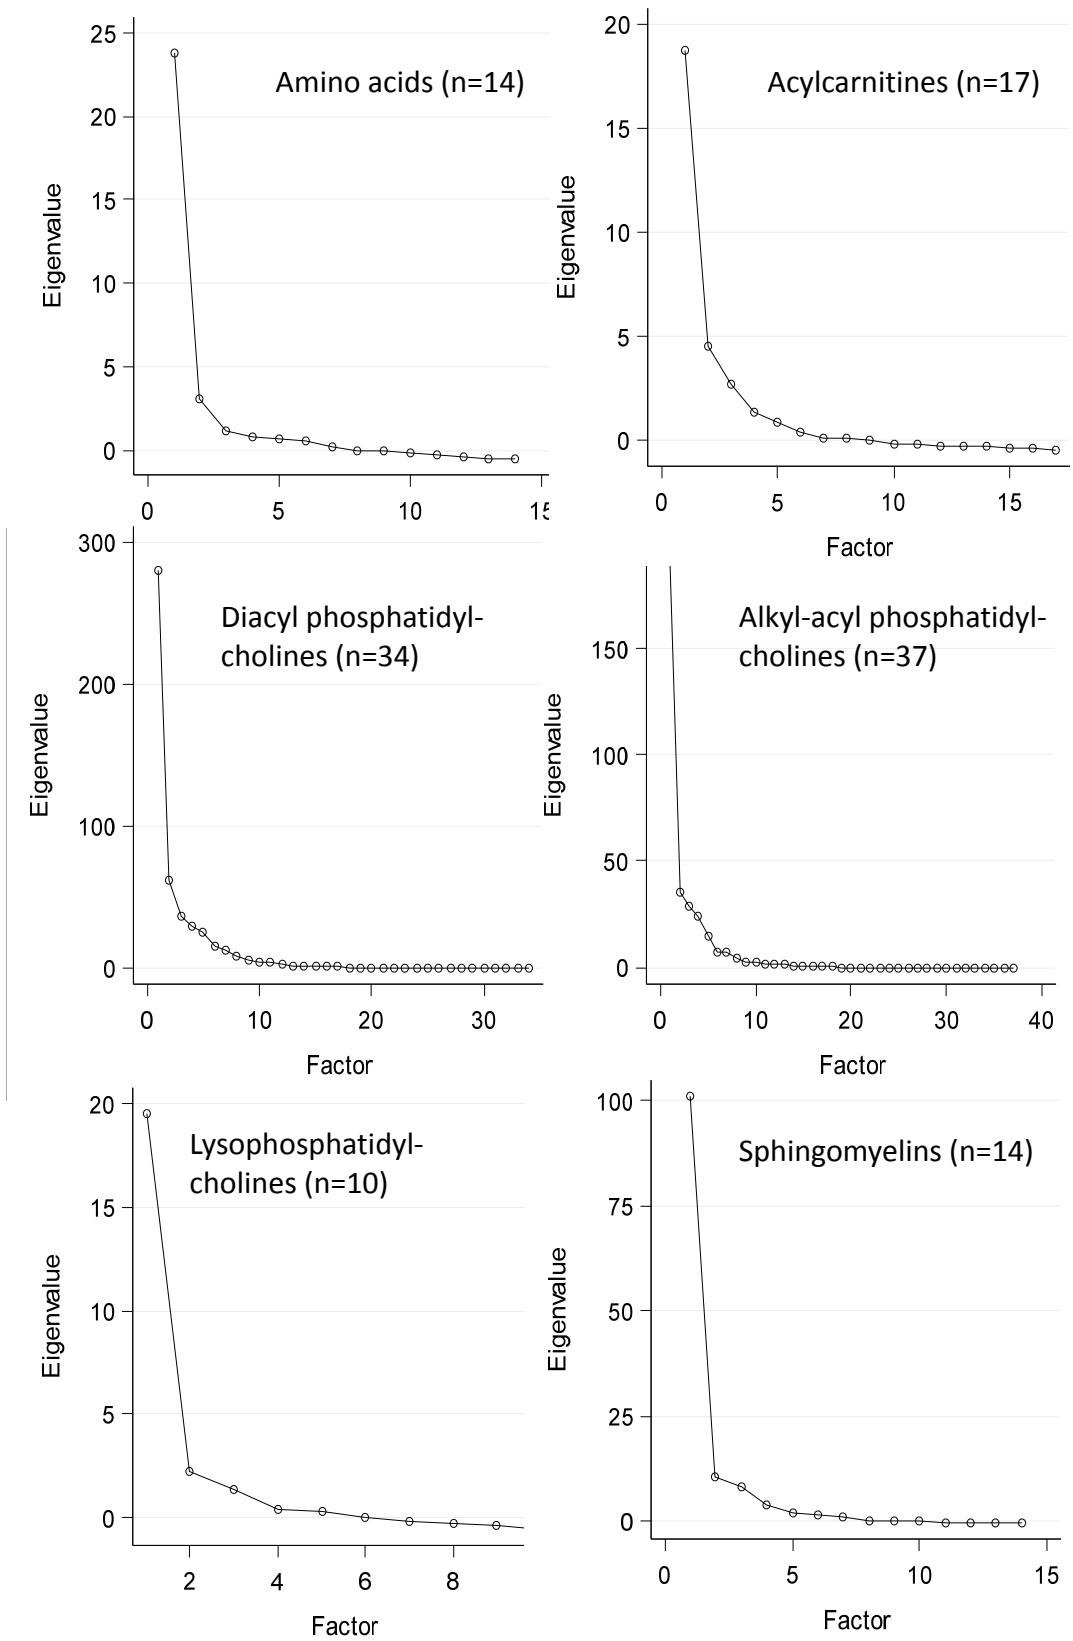 25
20
15
10
5
0
Eigenvalue
Amino acids (n=14)
0 5 10 15
20
15
10
5
0
Eigenvalue
Acylcarnitines (n=17)
0 5 10 15
Factor
300
200
100
0
Eigenvalue
Diacyl phosphatidyl-
cholines (n=34)
0 10 20 30
Factor
150
100
50
0
Eigenvalue
Alkyl-acyl phosphatidyl-
cholines (n=37)
0 10 20 30 40
Factor
20
15
10
5
0
Eigenvalue
Lysophosphatidyl-
cholines (n=10)
2 4 6 8
Factor
100
75
50
25
0
Eigenvalue
Sphingomyelins (n=14)
0 5 10 15
Factor